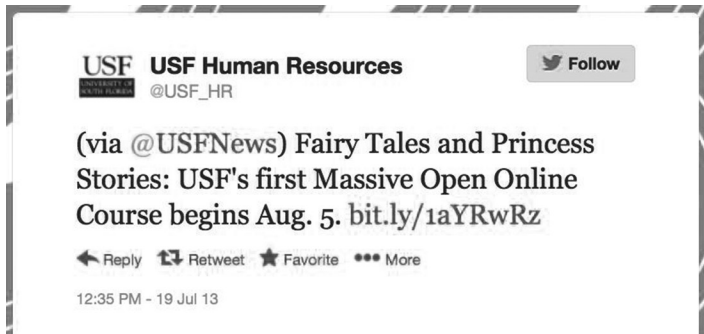 USF USF Human Resources
UNIVERSITY OF
SOUTH FLORIDA
@USF_HR
Follow
(via @USFNews) Fairy Tales and Princess
Stories: USF's first Massive Open Online
Course begins Aug. 5. bit.ly/1aYRwRz
Reply Retweet Favorite More
12:35 PM - 19 Jul 13